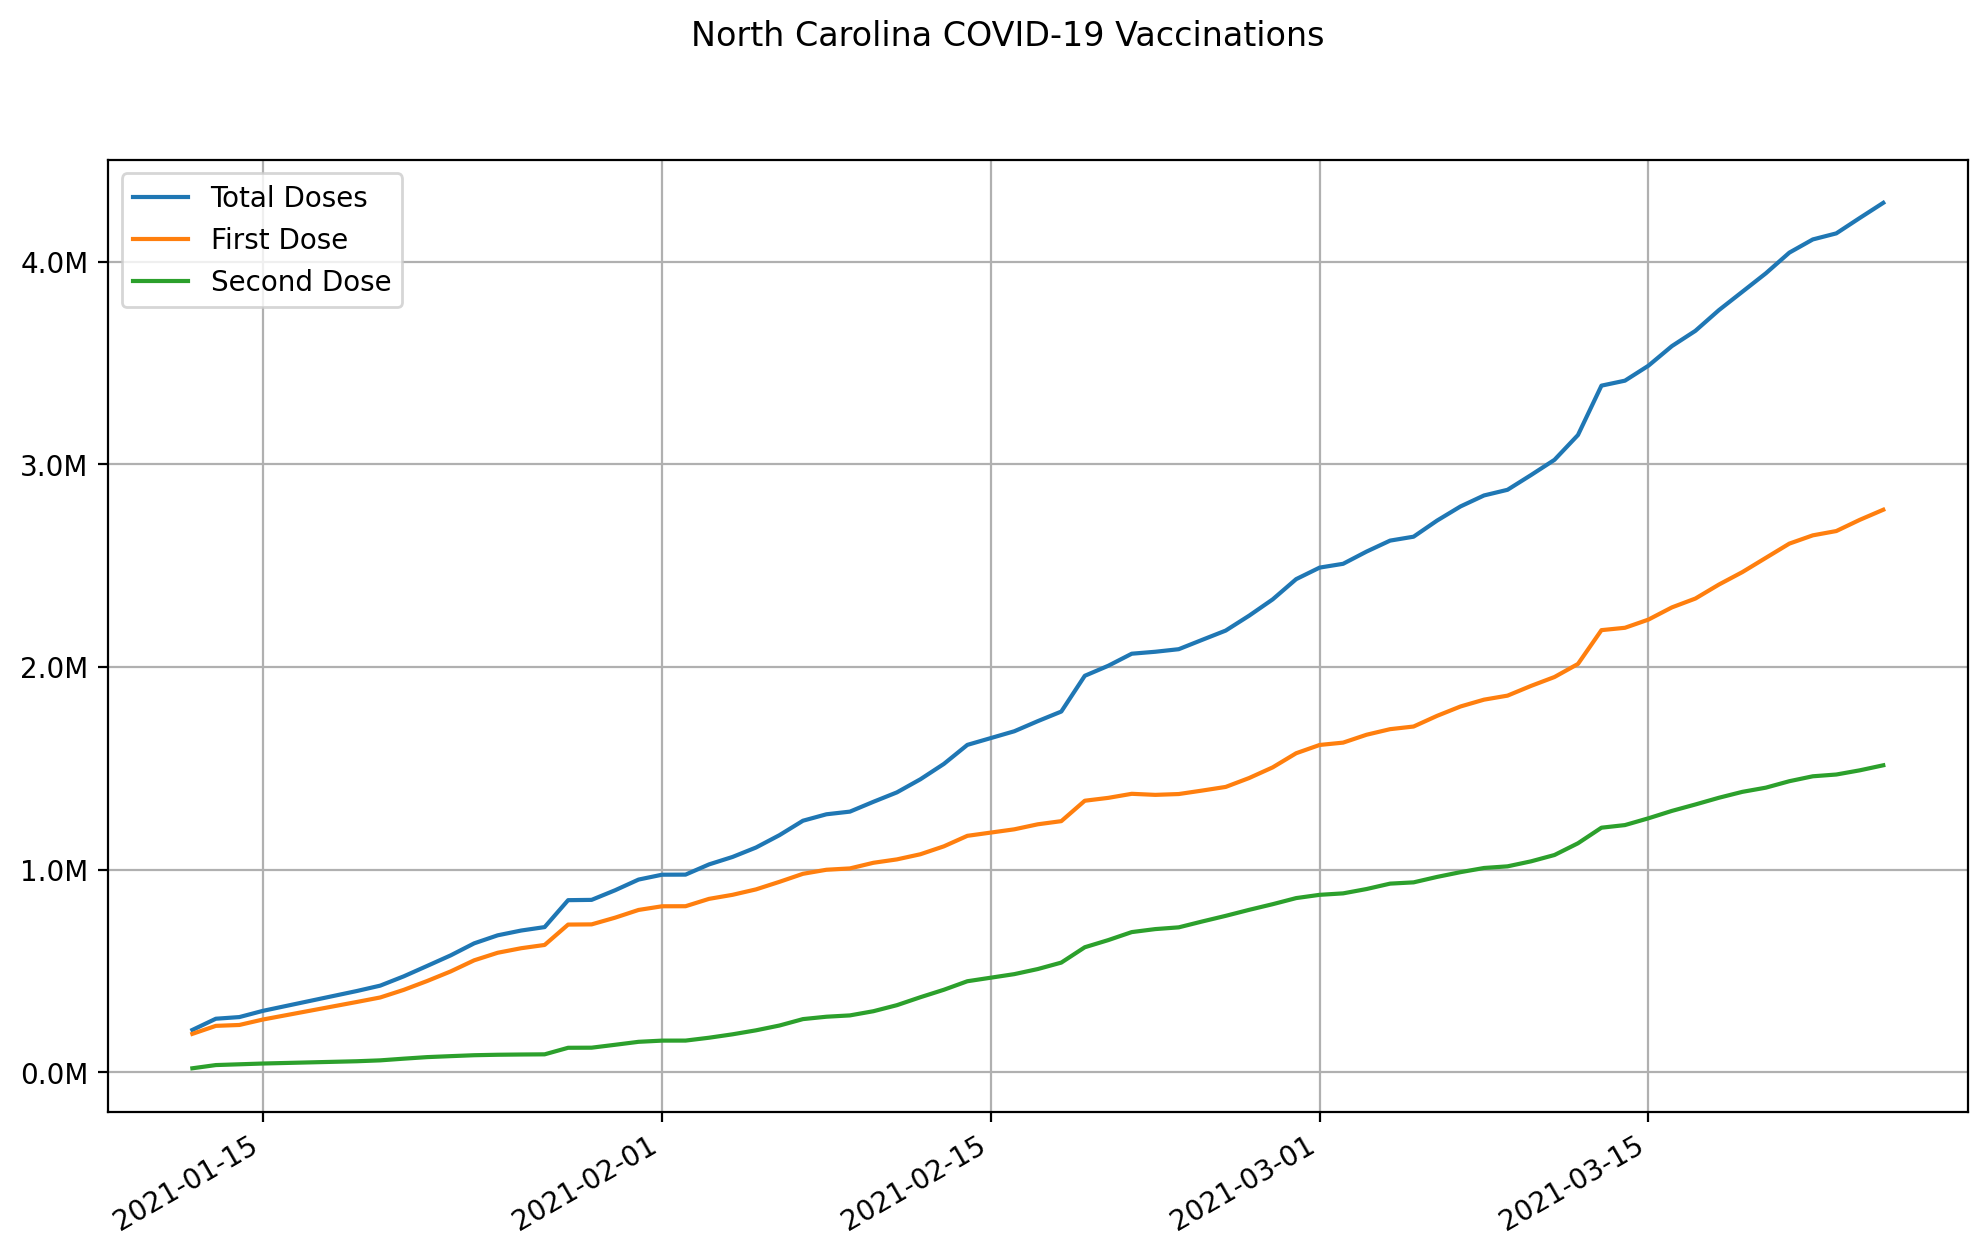 North Carolina COVID-19 Vaccinations
Total Doses
First Dose
Second Dose
4.0M
3.0M
2.0M
1.0M
0.0M
2021-01-15
2021-02-01
2021-02-15
2021-03-01
2021-03-15